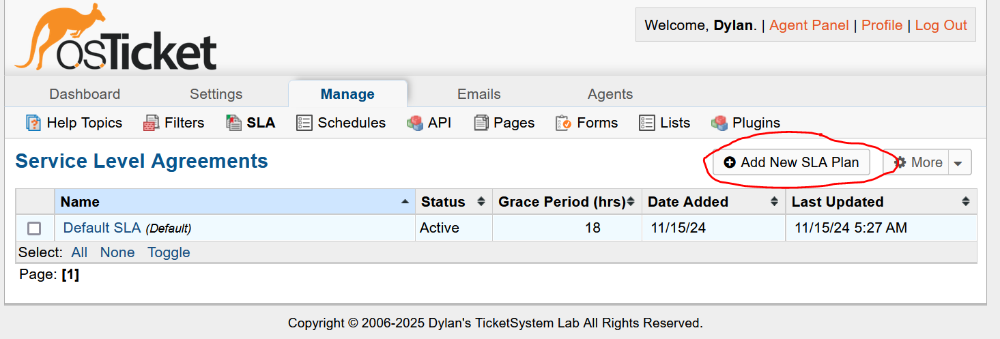 osTicket
Welcome, Dylan. | Agent Panel | Profile | Log Out
Dashboard Settings Manage Emails Agents
Help Topics Filters SLA Schedules API Pages Forms Lists Plugins
Service Level Agreements Add New SLA Plan More
Name Status Grace Period (hrs) Date Added Last Updated
Default SLA (Default) Active 18 11/15/24 11/15/24 5:27 AM
Select: All None Toggle
Page: [1]
Copyright © 2006-2025 Dylan's TicketSystem Lab All Rights Reserved.